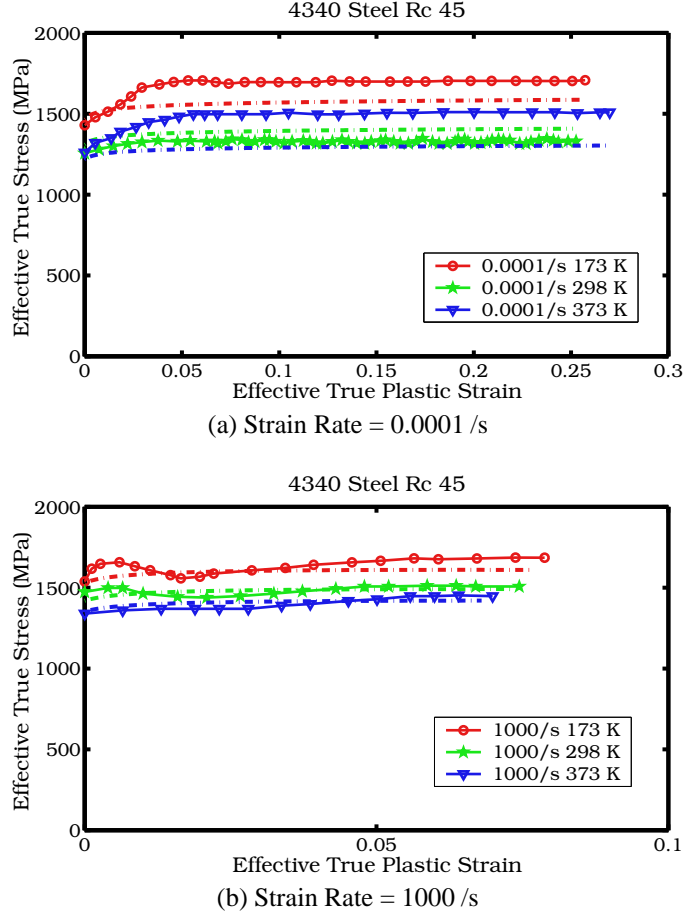 4340 Steel Rc 45
2000
1500
1000
500
0
Effective True Stress (MPa)
0.0001/s 173 K
0.0001/s 298 K
0.0001/s 373 K
0 0.05 0.1 0.15 0.2 0.25 0.3
Effective True Plastic Strain
(a) Strain Rate = 0.0001 /s
4340 Steel Rc 45
2000
1500
1000
500
0
Effective True Stress (MPa)
1000/s 173 K
1000/s 298 K
1000/s 373 K
0 0.05 0.1
Effective True Plastic Strain
(b) Strain Rate = 1000 /s